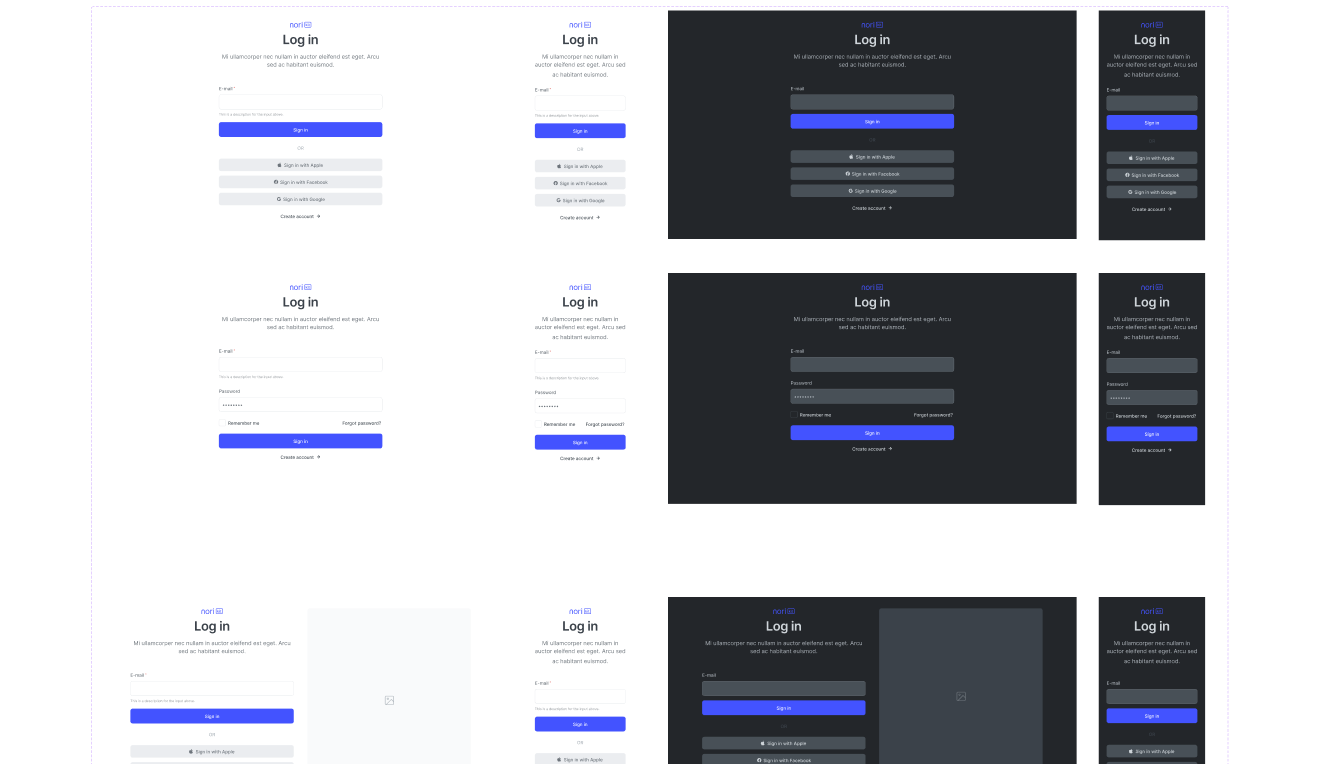 nori
Log in
Mi ullamcorper nec nullam in auctor eleifend est eget. Arcu
sed ac habitant euismod.
E-mail*
This is a description for the input above.
Sign in
OR
Sign in with Apple
Sign in with Facebook
Sign in with Google
Create account →
nori
Log in
Mi ullamcorper nec nullam in
auctor eleifend est eget. Arcu sed
ac habitant euismod.
E-mail*
This is a description for the input above.
Sign in
OR
Sign in with Apple
Sign in with Facebook
Sign in with Google
Create account →
nori
Log in
Mi ullamcorper nec nullam in auctor eleifend est eget. Arcu
sed ac habitant euismod.
E-mail
Sign in
OR
Sign in with Apple
Sign in with Facebook
Sign in with Google
Create account →
nori
Log in
Mi ullamcorper nec nullam in
auctor eleifend est eget. Arcu sed
ac habitant euismod.
E-mail
Sign in
OR
Sign in with Apple
Sign in with Facebook
Sign in with Google
Create account →
nori
Log in
Mi ullamcorper nec nullam in auctor eleifend est eget. Arcu
sed ac habitant euismod.
E-mail*
This is a description for the input above.
Password
••••••••
Remember me
Forgot password?
Sign in
Create account →
nori
Log in
Mi ullamcorper nec nullam in
auctor eleifend est eget. Arcu sed
ac habitant euismod.
E-mail*
This is a description for the input above.
Password
••••••••
Remember me
Forgot password?
Sign in
Create account →
nori
Log in
Mi ullamcorper nec nullam in auctor eleifend est eget. Arcu
sed ac habitant euismod.
E-mail
Password
••••••••
Remember me
Forgot password?
Sign in
Create account →
nori
Log in
Mi ullamcorper nec nullam in
auctor eleifend est eget. Arcu sed
ac habitant euismod.
E-mail
Password
••••••••
Remember me
Forgot password?
Sign in
Create account →
nori
Log in
Mi ullamcorper nec nullam in auctor eleifend est eget. Arcu
sed ac habitant euismod.
E-mail*
This is a description for the input above.
Sign in
OR
Sign in with Apple
nori
Log in
Mi ullamcorper nec nullam in
auctor eleifend est eget. Arcu sed
ac habitant euismod.
E-mail*
This is a description for the input above.
Sign in
OR
Sign in with Apple
nori
Log in
Mi ullamcorper nec nullam in auctor eleifend est eget. Arcu
sed ac habitant euismod.
E-mail
Sign in
OR
Sign in with Apple
Sign in with Facebook
nori
Log in
Mi ullamcorper nec nullam in
auctor eleifend est eget. Arcu sed
ac habitant euismod.
E-mail
Sign in
OR
Sign in with Apple